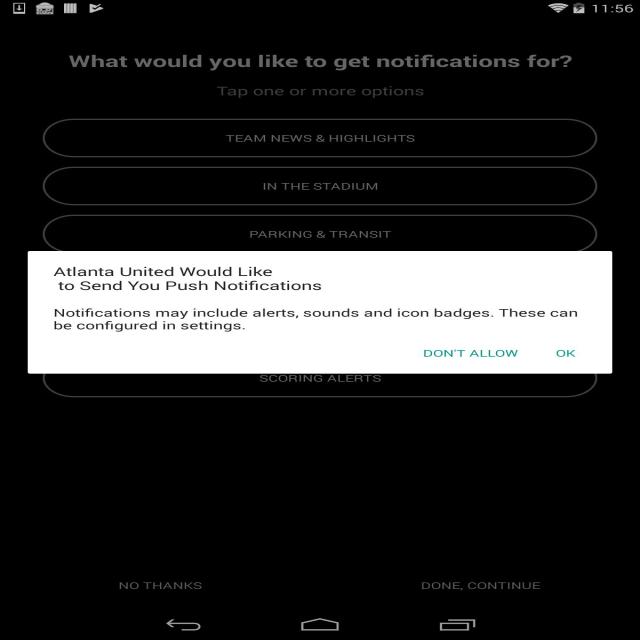 11:56
What would you like to get notifications for?
Tap one or more options
TEAM NEWS & HIGHLIGHTS
IN THE STADIUM
PARKING & TRANSIT
Atlanta United Would Like
to Send You Push Notifications
Notifications may include alerts, sounds and icon badges. These can
be configured in settings.
DON'T ALLOW OK
SCORING ALERTS
NO THANKS DONE, CONTINUE